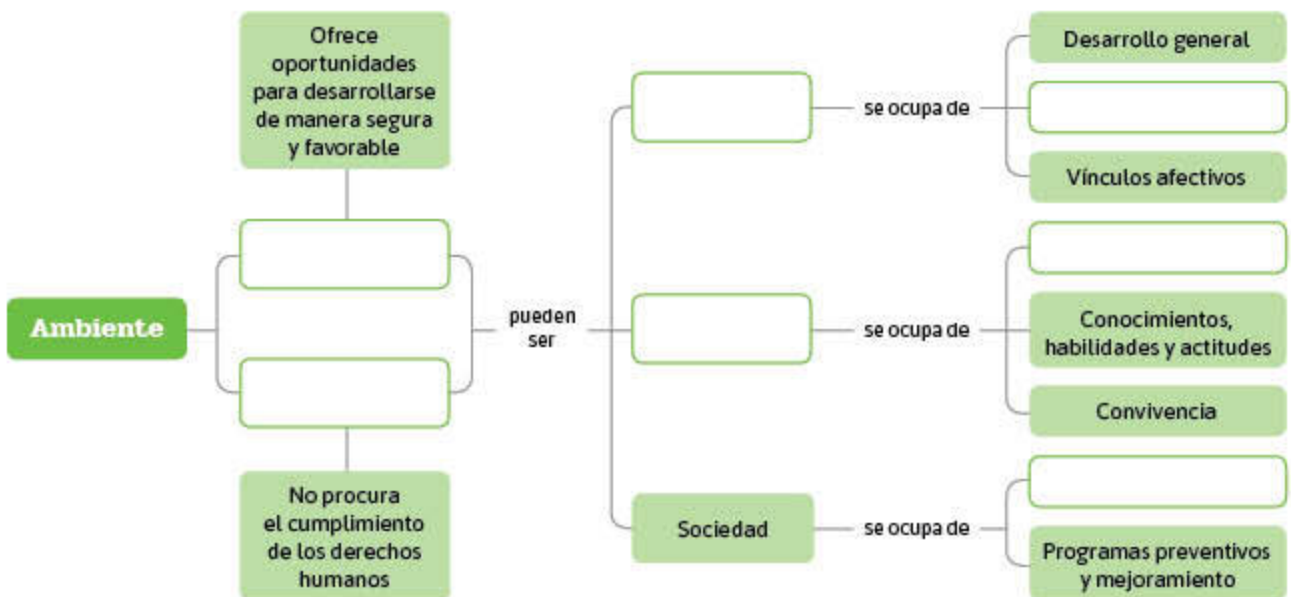 Ofrece
oportunidades
para desarrollarse
de manera segura
y favorable
Ambiente
No procura
el cumplimiento
de los derechos
humanos
pueden
ser
se ocupa de
Desarrollo general
Vínculos afectivos
se ocupa de
Conocimientos,
habilidades y actitudes
Convivencia
Sociedad
se ocupa de
Programas preventivos
y mejoramiento